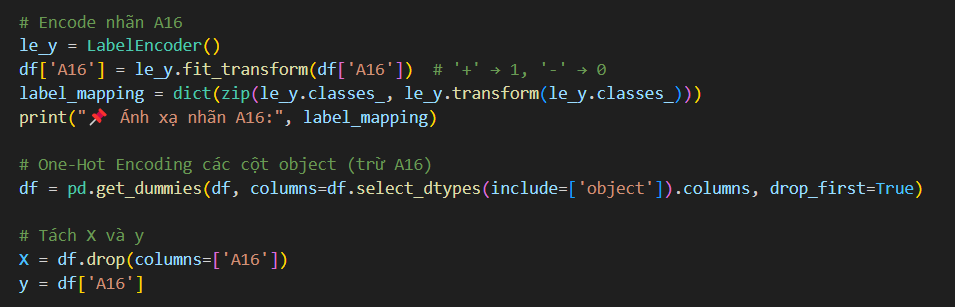 # Encode nhãn A16
le_y = LabelEncoder()
df['A16'] = le_y.fit_transform(df['A16'])  # '+' → 1, '-' → 0
label_mapping = dict(zip(le_y.classes_, le_y.transform(le_y.classes_)))
print("📌 Ánh xạ nhãn A16:", label_mapping)

# One-Hot Encoding các cột object (trừ A16)
df = pd.get_dummies(df, columns=df.select_dtypes(include=['object']).columns, drop_first=True)

# Tách X và y
X = df.drop(columns=['A16'])
y = df['A16']